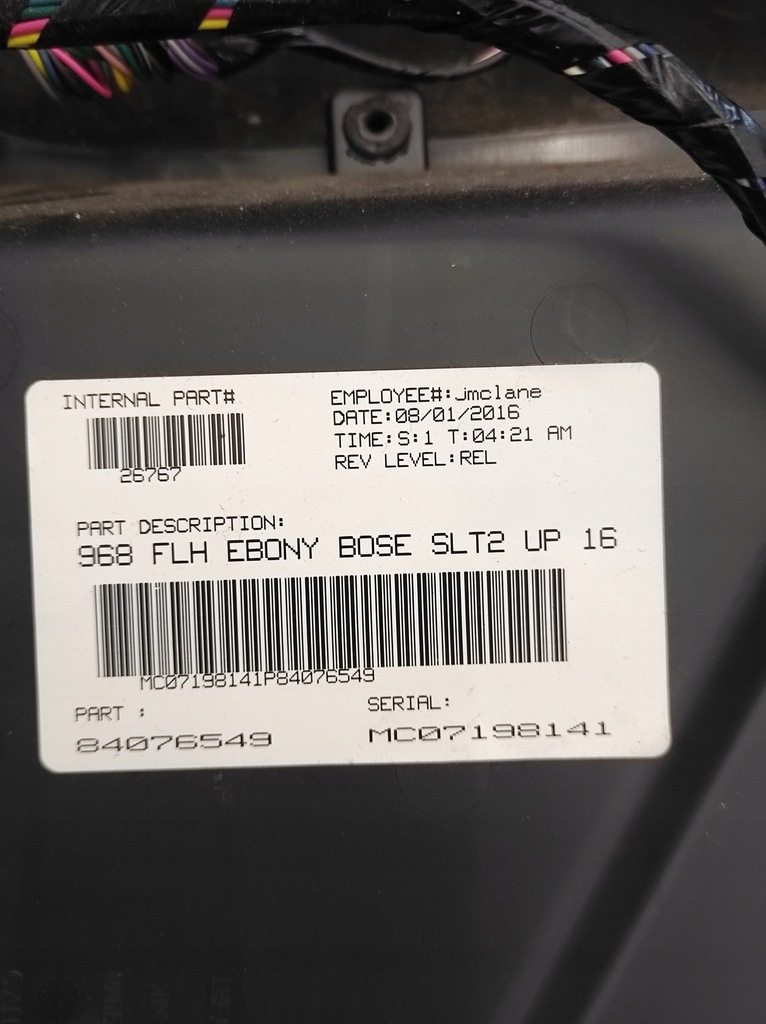 INTERNAL PART#
26767
EMPLOYEE#:jmclane
DATE:08/01/2016
TIME:S:1 T:04:21 AM
REV LEVEL:REL
PART DESCRIPTION:
968 FLH EBONY BOSE SLT2 UP 16
MC07198141P84076549
PART :
84076549
SERIAL:
MC07198141